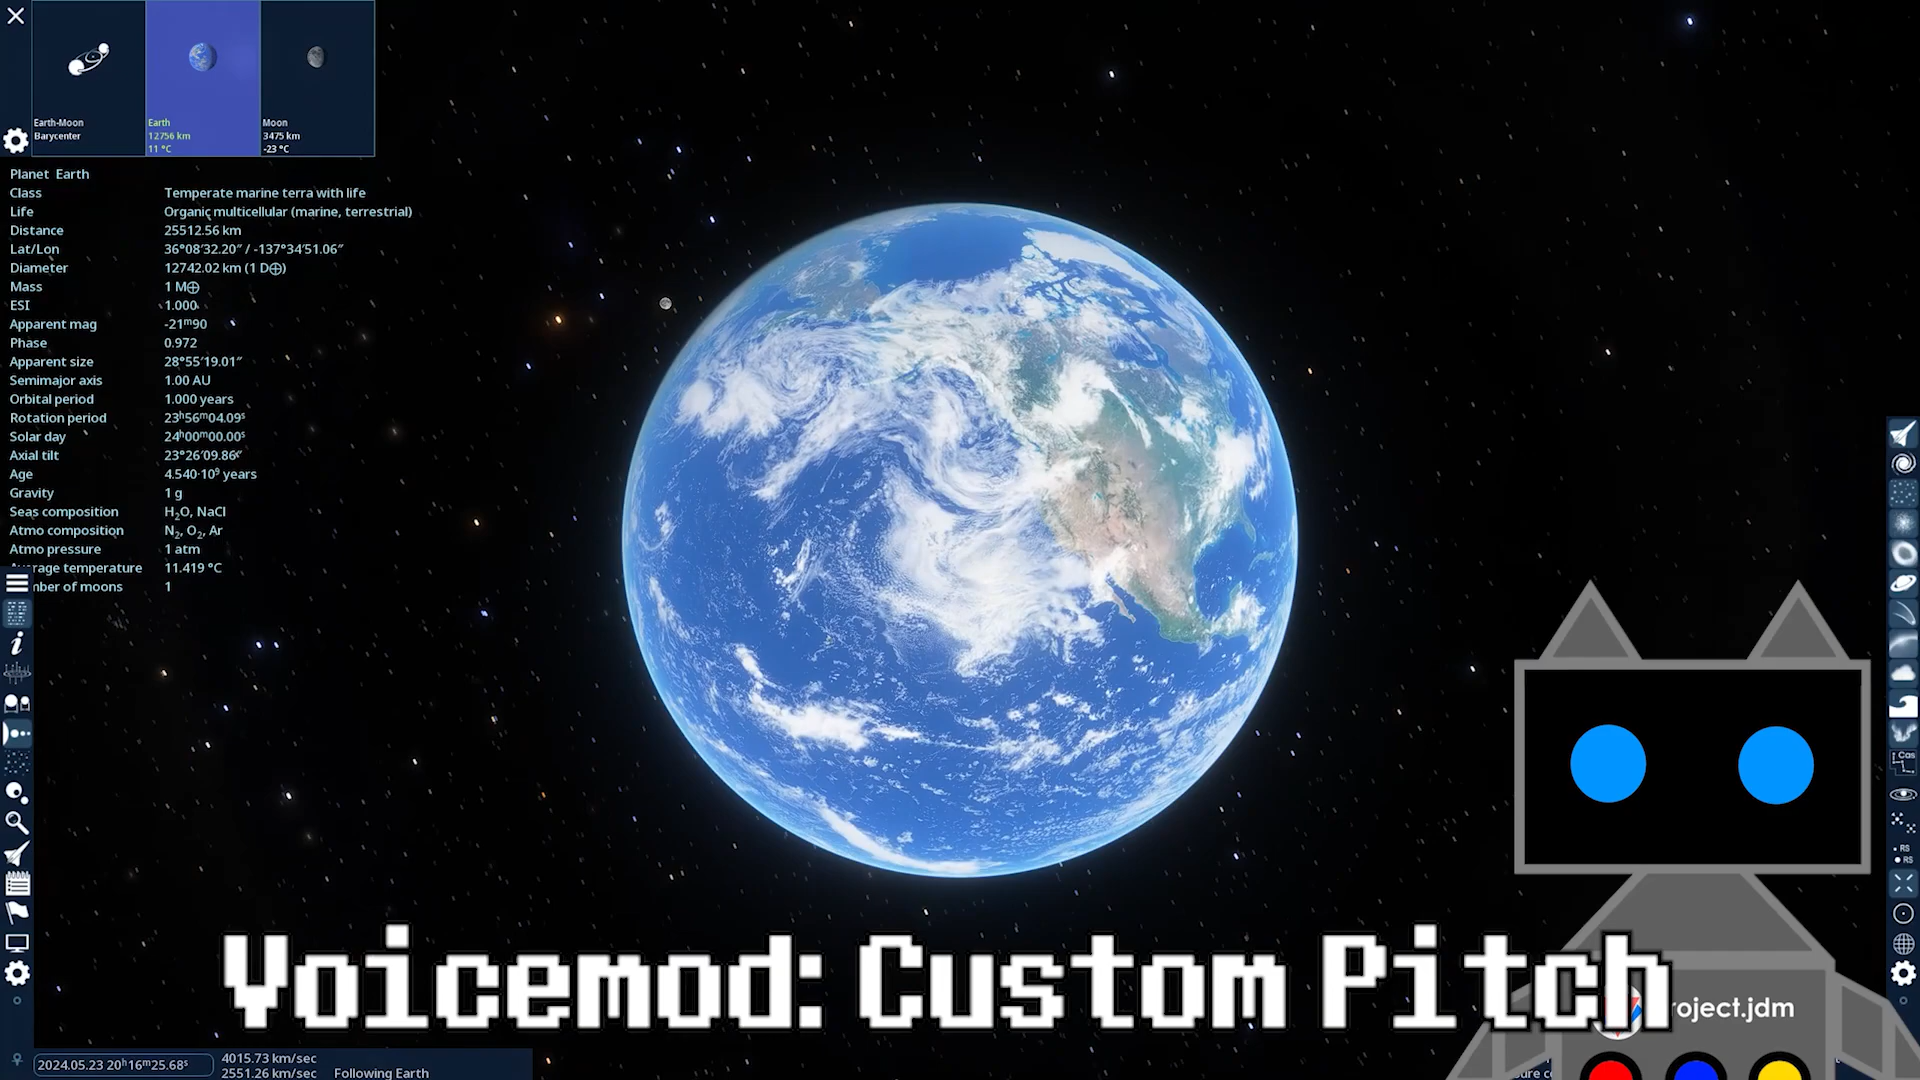 Earth-Moon
Barycenter
Earth
12756 km
11 °C
Moon
3475 km
-23 °C
Planet Earth
Class Temperate marine terra with life
Life Organic multicellular (marine, terrestrial)
Distance 25512.56 km
Lat/Lon 36°08′32.20″ / -137°34′51.06″
Diameter 12742.02 km (1 D⊕)
Mass 1 M⊕
ESI 1.000
Apparent mag -21ᵐ90
Phase 0.972
Apparent size 28°55′19.01″
Semimajor axis 1.00 AU
Orbital period 1.000 years
Rotation period 23ʰ56ᵐ04.09ˢ
Solar day 24ʰ00ᵐ00.00ˢ
Axial tilt 23°26′09.86″
Age 4.540·10⁹ years
Gravity 1 g
Seas composition H₂O, NaCl
Atmo composition N₂, O₂, Ar
Atmo pressure 1 atm
rage temperature 11.419 °C
mber of moons 1
Cas
RS
RS
Voicemod: Custom Pitch
roject.jdm
2024.05.23 20ʰ16ᵐ25.68ˢ
4015.73 km/sec
2551.26 km/sec Following Earth